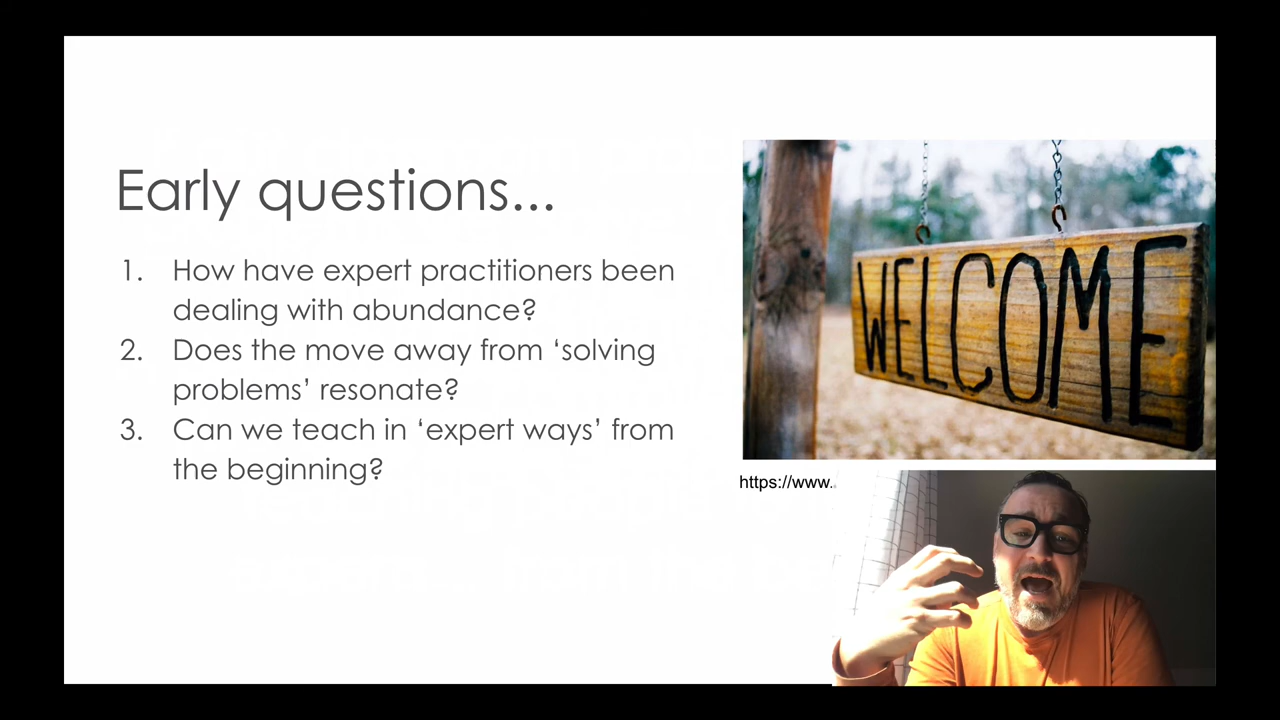 Early questions...
1. How have expert practitioners been
dealing with abundance?
2. Does the move away from ‘solving
problems’ resonate?
3. Can we teach in ‘expert ways’ from
the beginning?
WELCOME
https://www.